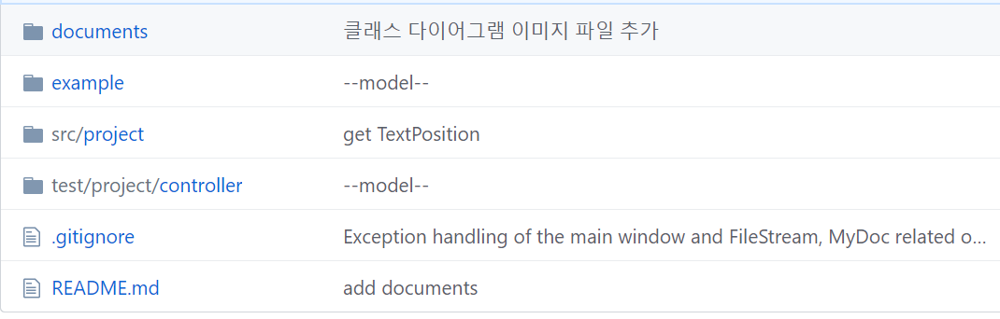 documents 클래스 다이어그램 이미지 파일 추가
example --model--
src/project get TextPosition
test/project/controller --model--
.gitignore Exception handling of the main window and FileStream, MyDoc related o...
README.md add documents